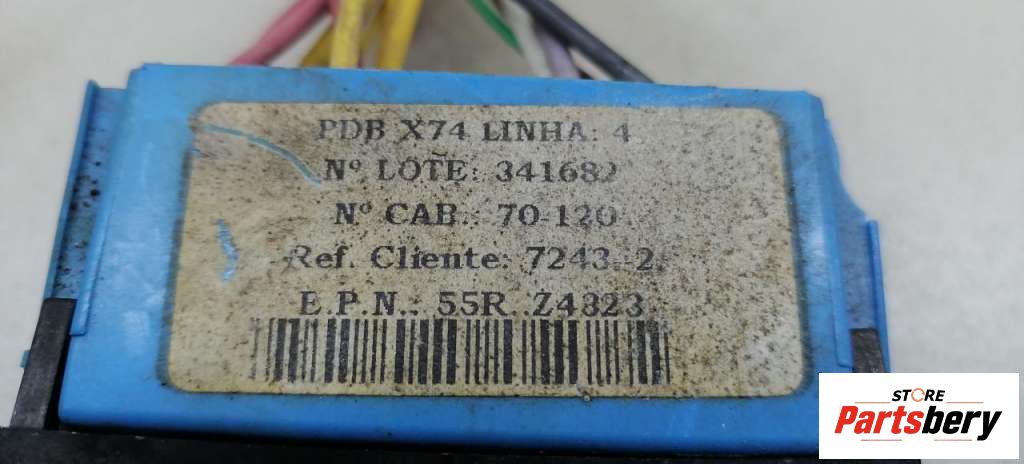 PDB X74 LINHA: 4
Nº LOTE: 341682
Nº CAB.: 70-120
Ref. Cliente: 7243-2
E.P.N.: 55R Z4823
STORE
Partsbery